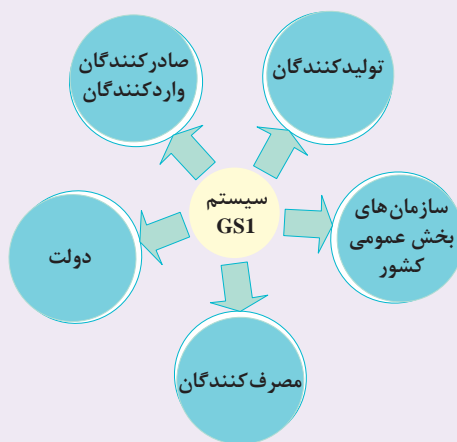 صادرکنندگان
واردکنندگان
تولیدکنندگان
سیستم
GS1
سازمان‌های
بخش عمومی
کشور
دولت
مصرف‌کنندگان